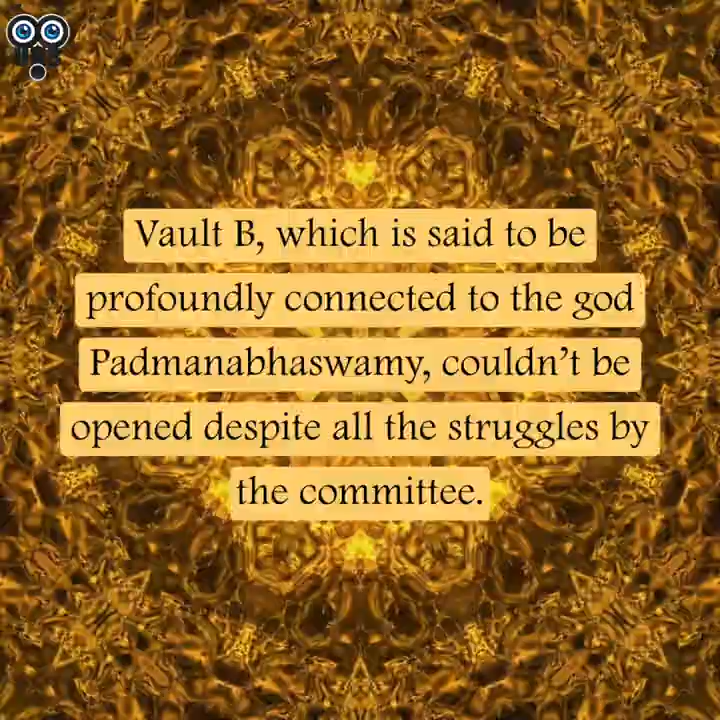 Vault B, which is said to be
profoundly connected to the god
Padmanabhaswamy, couldn’t be
opened despite all the struggles by
the committee.